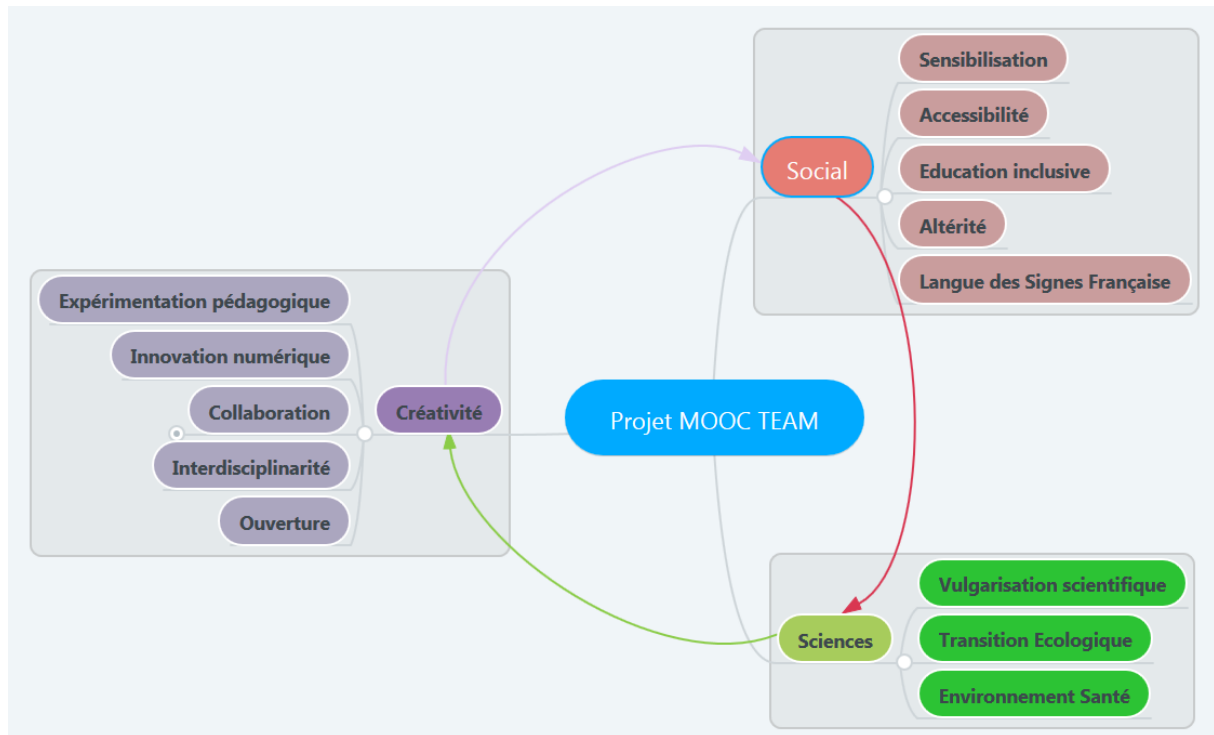 Sensibilisation
Accessibilité
Social
Education inclusive
Altérité
Langue des Signes Française
Expérimentation pédagogique
Innovation numérique
Collaboration
Créativité
Interdisciplinarité
Ouverture
Projet MOOC TEAM
Vulgarisation scientifique
Sciences
Transition Ecologique
Environnement Santé